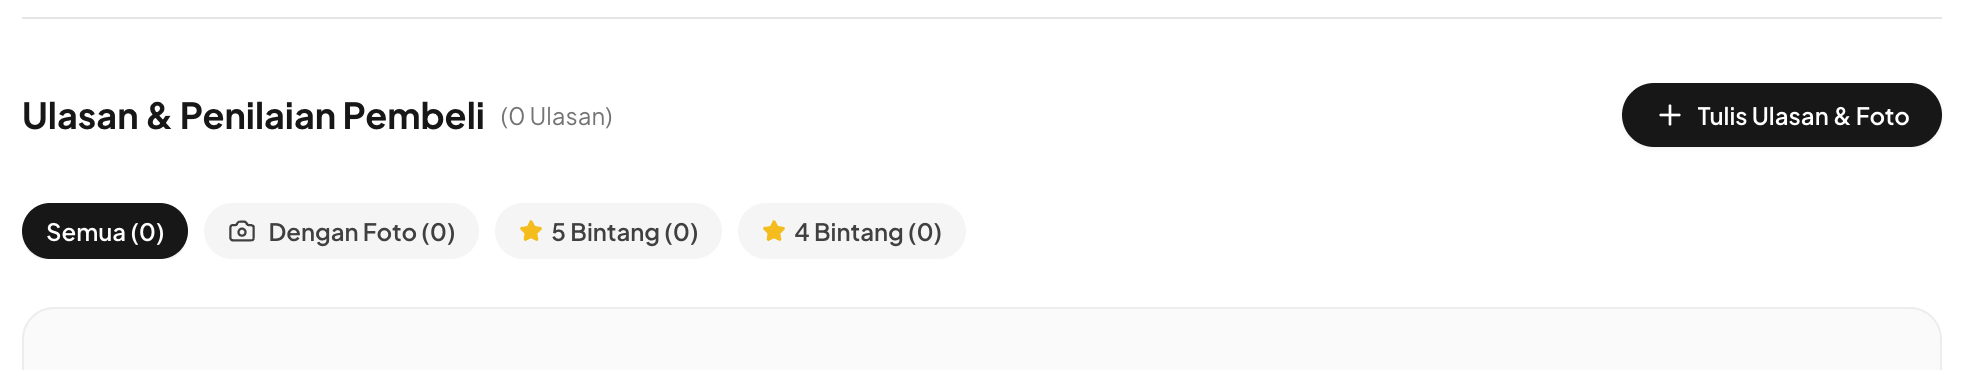 Ulasan & Penilaian Pembeli (0 Ulasan)
+ Tulis Ulasan & Foto
Semua (0)
Dengan Foto (0)
5 Bintang (0)
4 Bintang (0)